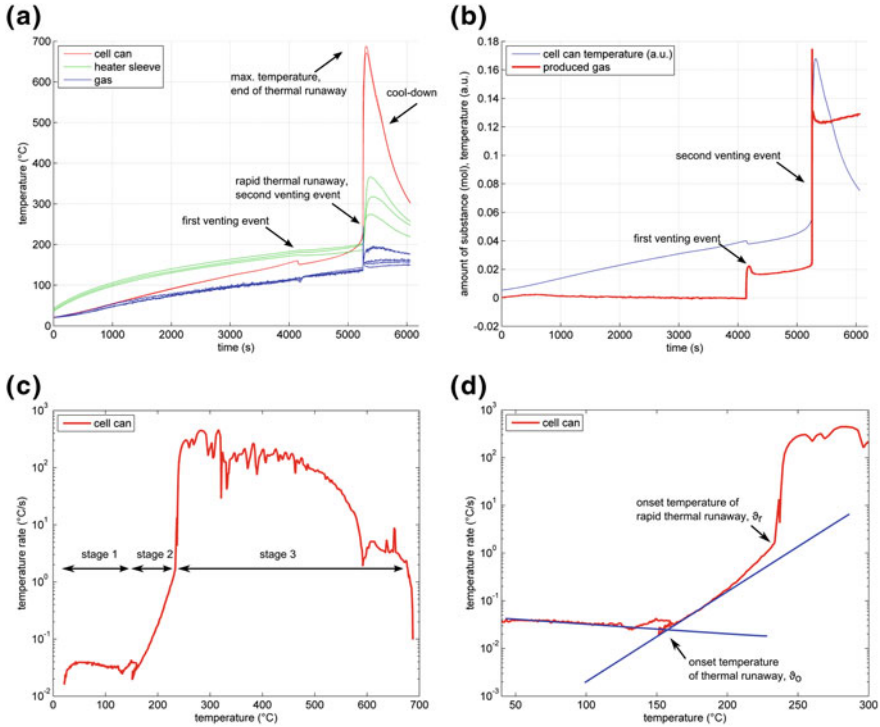 (a)
700
600
500
400
300
200
100
0
temperature (°C)
cell can
heater sleeve
gas
max. temperature,
end of thermal runaway
cool-down
rapid thermal runaway,
second venting event
first venting event
0 1000 2000 3000 4000 5000 6000
time (s)
(b)
0.18
0.16
0.14
0.12
0.10
0.08
0.06
0.04
0.02
0
-0.02
amount of substance (mol), temperature (a.u.)
cell can temperature (a.u.)
produced gas
second venting event
first venting event
0 1000 2000 3000 4000 5000 6000
time (s)
(c)
10³
10²
10¹
10⁰
10⁻¹
10⁻²
temperature rate (°C/s)
cell can
stage 1 stage 2 stage 3
0 100 200 300 400 500 600 700
temperature (°C)
(d)
10³
10²
10¹
10⁰
10⁻¹
10⁻²
10⁻³
temperature rate (°C/s)
cell can
onset temperature of
rapid thermal runaway, ϑr
onset temperature
of thermal runaway, ϑo
50 100 150 200 250 300
temperature (°C)